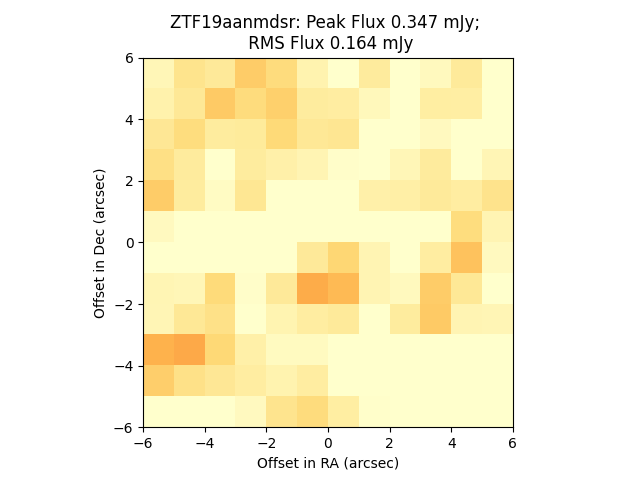 ZTF19aanmdsr: Peak Flux 0.347 mJy;
RMS Flux 0.164 mJy
6
4
2
0
−2
−4
−6
Offset in Dec (arcsec)
−6 −4 −2 0 2 4 6
Offset in RA (arcsec)